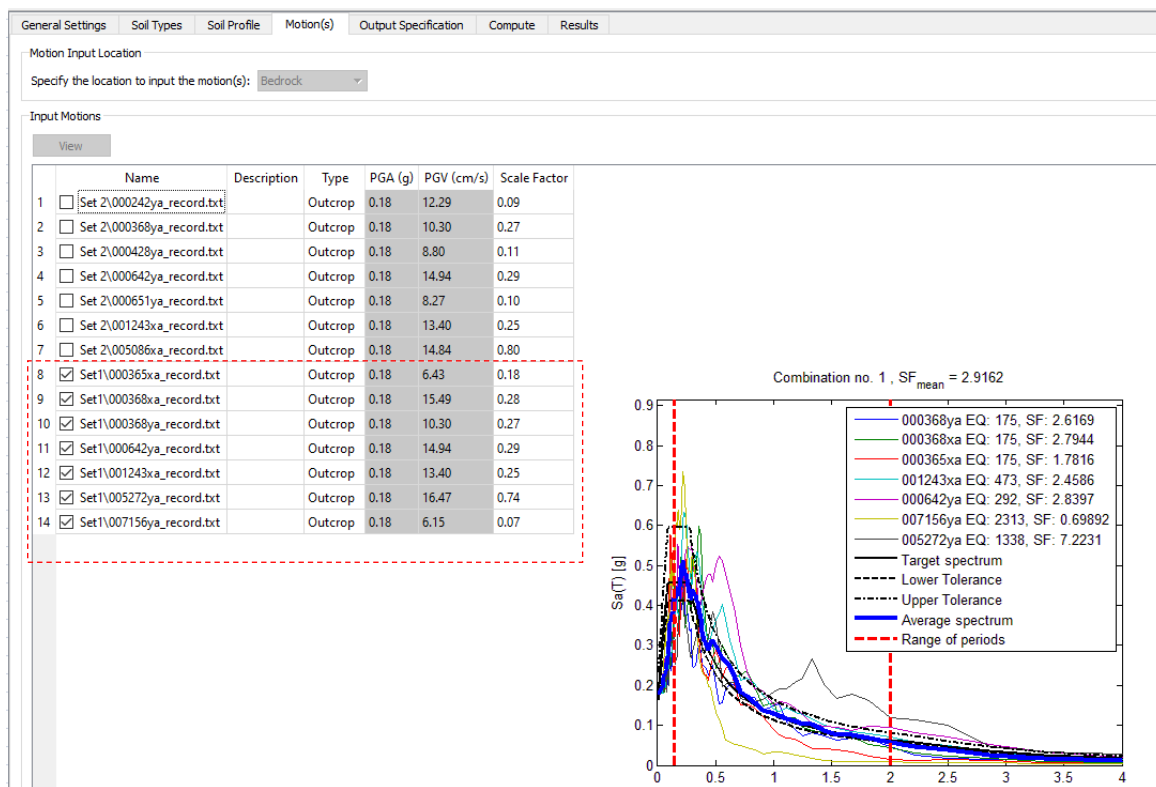 General Settings Soil Types Soil Profile Motion(s) Output Specification Compute Results
Motion Input Location
Specify the location to input the motion(s): Bedrock
Input Motions
View
Name Description Type PGA (g) PGV (cm/s) Scale Factor
1 Set 2\000242ya_record.txt Outcrop 0.18 12.29 0.09
2 Set 2\000368ya_record.txt Outcrop 0.18 10.30 0.27
3 Set 2\000428ya_record.txt Outcrop 0.18 8.80 0.11
4 Set 2\000642ya_record.txt Outcrop 0.18 14.94 0.29
5 Set 2\000651ya_record.txt Outcrop 0.18 8.27 0.10
6 Set 2\001243xa_record.txt Outcrop 0.18 13.40 0.25
7 Set 2\005086xa_record.txt Outcrop 0.18 14.84 0.80
8 Set1\000365xa_record.txt Outcrop 0.18 6.43 0.18
9 Set1\000368xa_record.txt Outcrop 0.18 15.49 0.28
10 Set1\000368ya_record.txt Outcrop 0.18 10.30 0.27
11 Set1\000642ya_record.txt Outcrop 0.18 14.94 0.29
12 Set1\001243xa_record.txt Outcrop 0.18 13.40 0.25
13 Set1\005272ya_record.txt Outcrop 0.18 16.47 0.74
14 Set1\007156ya_record.txt Outcrop 0.18 6.15 0.07
Combination no. 1 , SFmean = 2.9162
000368ya EQ: 175, SF: 2.6169
000368xa EQ: 175, SF: 2.7944
000365xa EQ: 175, SF: 1.7816
001243xa EQ: 473, SF: 2.4586
000642ya EQ: 292, SF: 2.8397
007156ya EQ: 2313, SF: 0.69892
005272ya EQ: 1338, SF: 7.2231
Target spectrum
Lower Tolerance
Upper Tolerance
Average spectrum
Range of periods
Sa(T) [g]
0.9
0.8
0.7
0.6
0.5
0.4
0.3
0.2
0.1
0
0 0.5 1 1.5 2 2.5 3 3.5 4